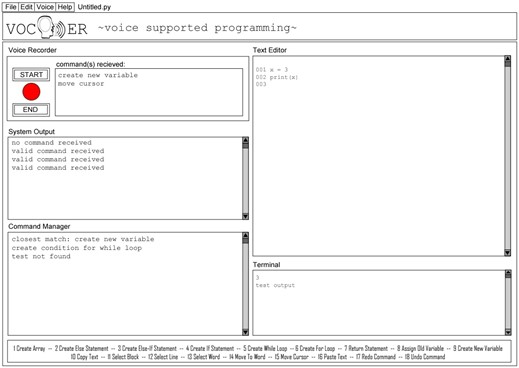 File Edit Voice Help Untitled.py
VOC ER ~voice supported programming~
Voice Recorder
command(s) recieved:
START
create new variable
move cursor
END
System Output
no command received
valid command received
valid command received
valid command received
Command Manager
closest match: create new variable
create condition for while loop
test not found
Text Editor
001 a = 3
002 print(a)
003
Terminal
3
test output
1 Create Array -- 2 Create Else Statement -- 3 Create Else-If Statement -- 4 Create If Statement -- 5 Create While Loop -- 6 Create For Loop -- 7 Return Statement -- 8 Assign Old Variable -- 9 Create New Variable
10 Copy Text -- 11 Select Block -- 12 Select Line -- 13 Select Word -- 14 Move To Word -- 15 Move Cursor -- 16 Paste Text -- 17 Redo Command -- 18 Undo Command